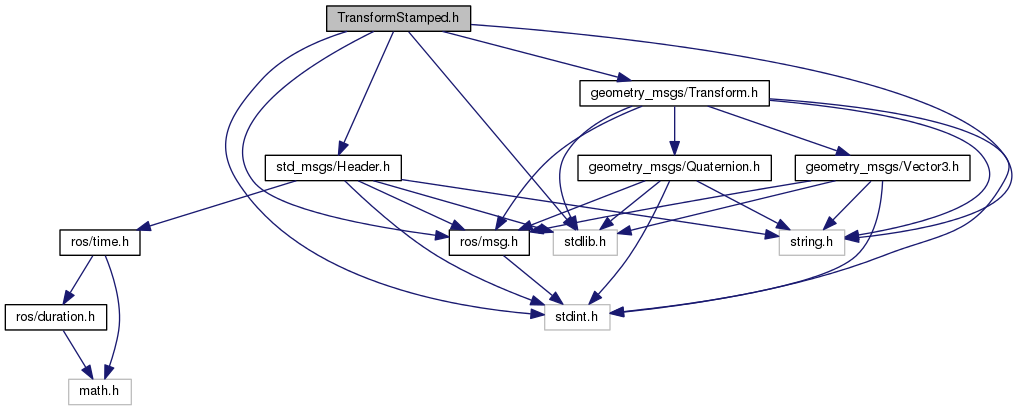 TransformStamped.h
geometry_msgs/Transform.h
std_msgs/Header.h
geometry_msgs/Quaternion.h
geometry_msgs/Vector3.h
ros/time.h
ros/msg.h
stdlib.h
string.h
ros/duration.h
stdint.h
math.h